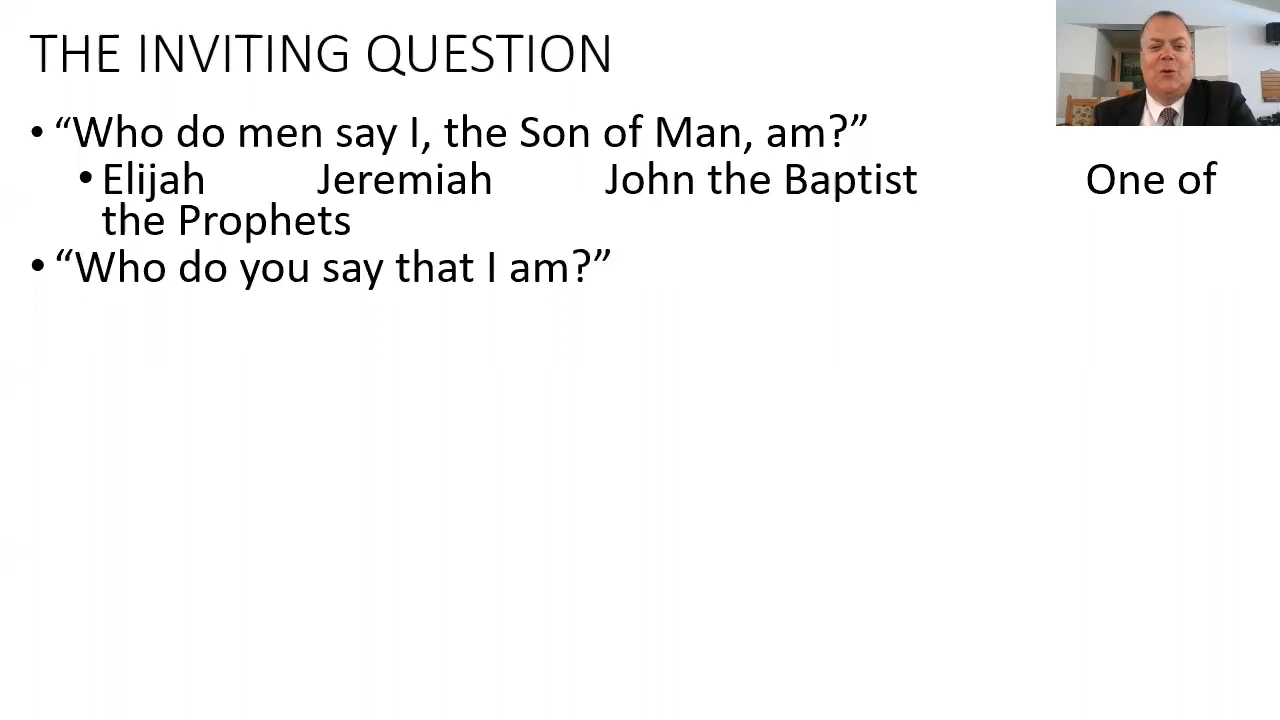 THE INVITING QUESTION
• “Who do men say I, the Son of Man, am?”
• Elijah Jeremiah John the Baptist One of
the Prophets
• “Who do you say that I am?”